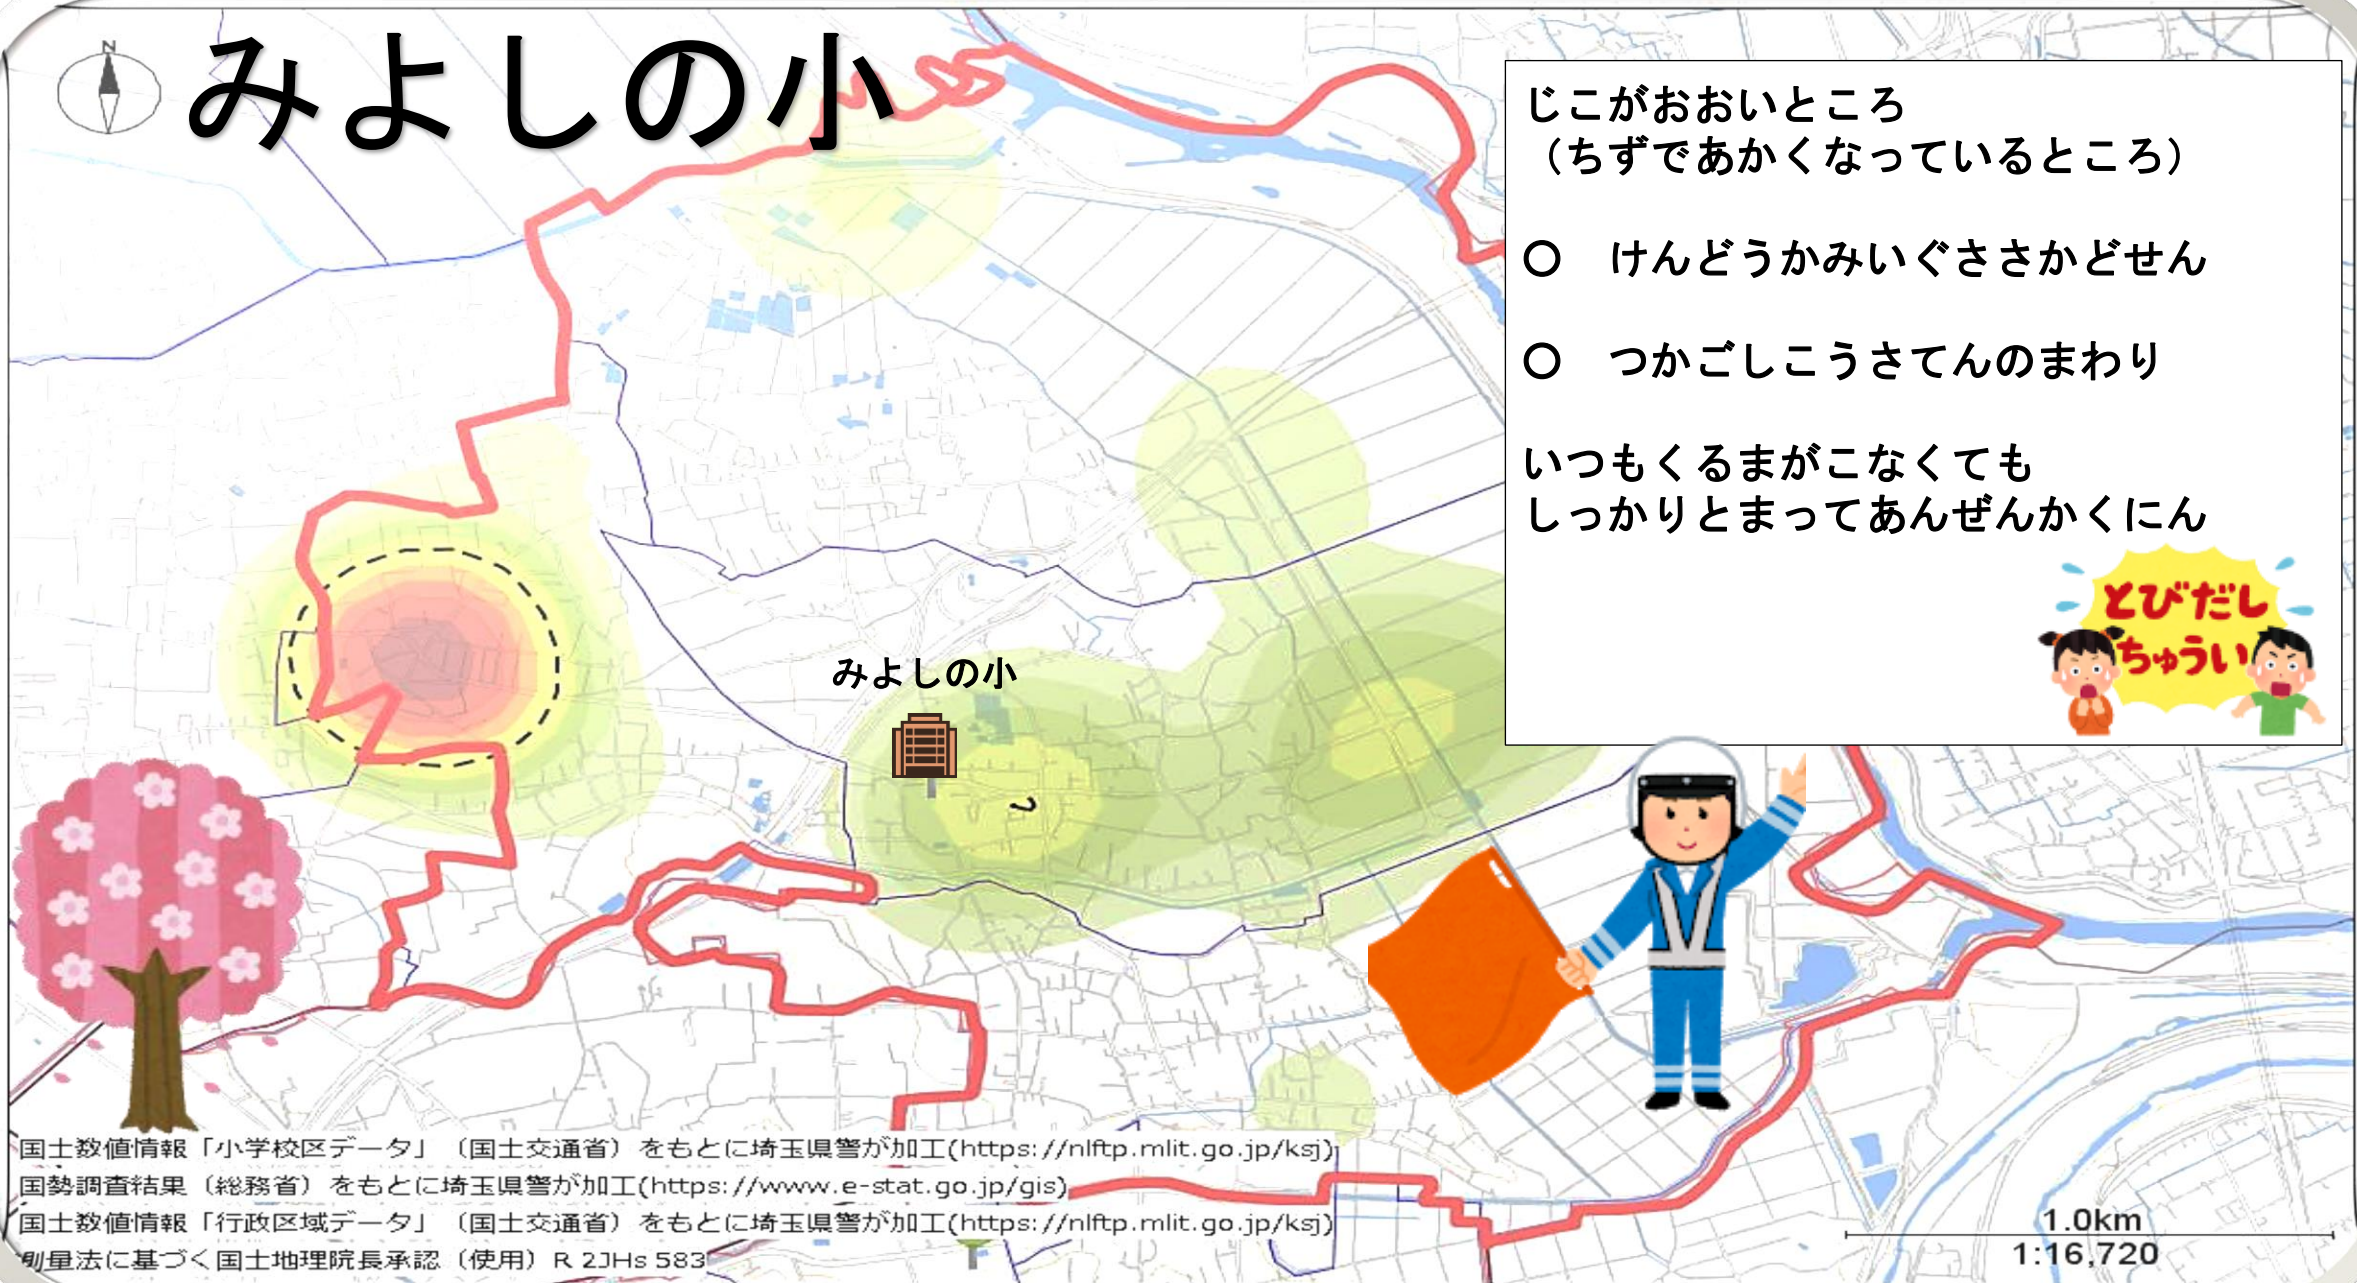 N
みよしの小
じこがおおいところ
（ちずであかくなっているところ）
○　けんどうかみいぐささかどせん
○　つかごしこうさてんのまわり
いつもくるまがこなくても
しっかりとまってあんぜんかくにん
とびだし
ちゅうい
みよしの小
国土数値情報「小学校区データ」（国土交通省）をもとに埼玉県警が加工(https://nlftp.mlit.go.jp/ksj)
国勢調査結果（総務省）をもとに埼玉県警が加工(https://www.e-stat.go.jp/gis)
国土数値情報「行政区域データ」（国土交通省）をもとに埼玉県警が加工(https://nlftp.mlit.go.jp/ksj)
測量法に基づく国土地理院長承認（使用）R 2JHs 583
1.0km
1:16,720